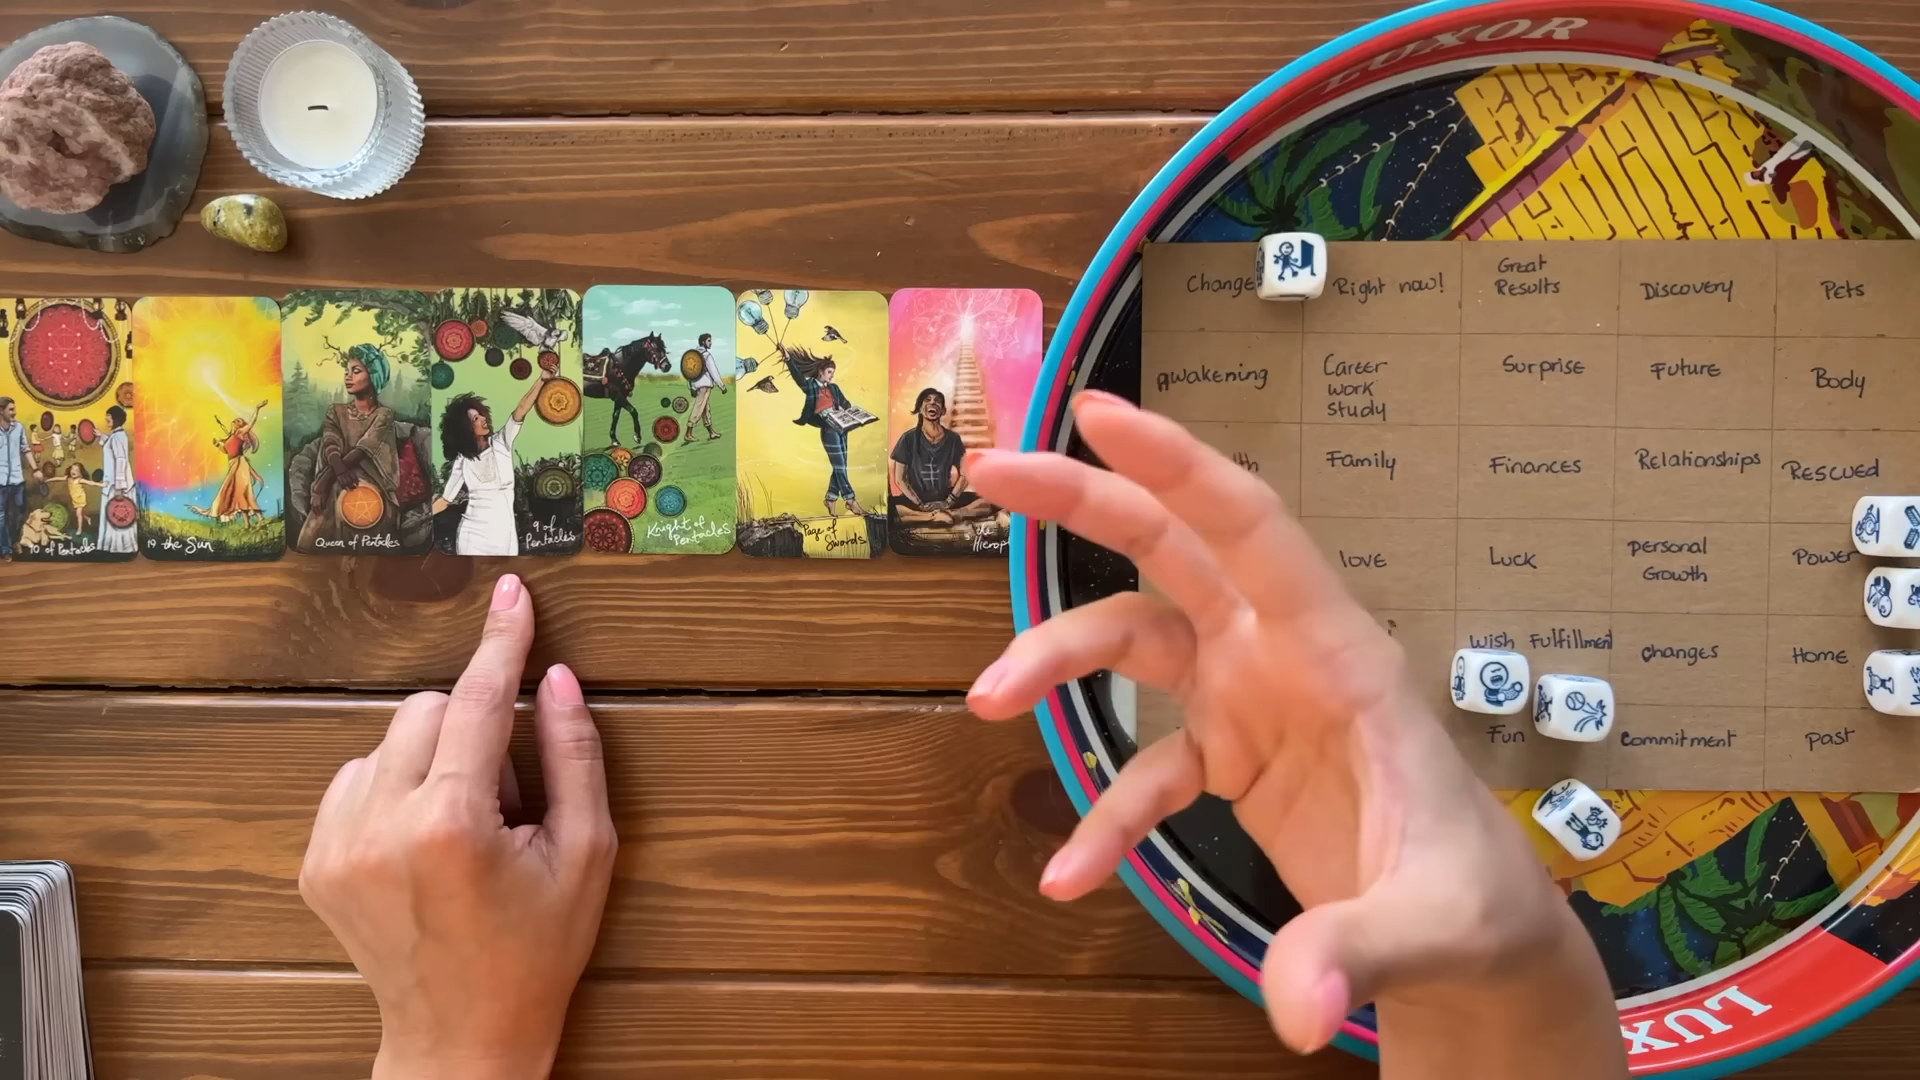 LUXOR
10 of Pentacles
19 the Sun
Queen of Pentacles
9 of
Pentacles
Knight of
Pentacles
Page of
Swords
the
Hierop
Change
Right now!
Great
Results
Discovery
Pets
Awakening
Career
work
study
Surprise
Future
Body
Family
Finances
Relationships
RESCUED
love
Luck
personal
Growth
Power
Wish Fulfillment
changes
Home
Fun
commitment
past
LUX